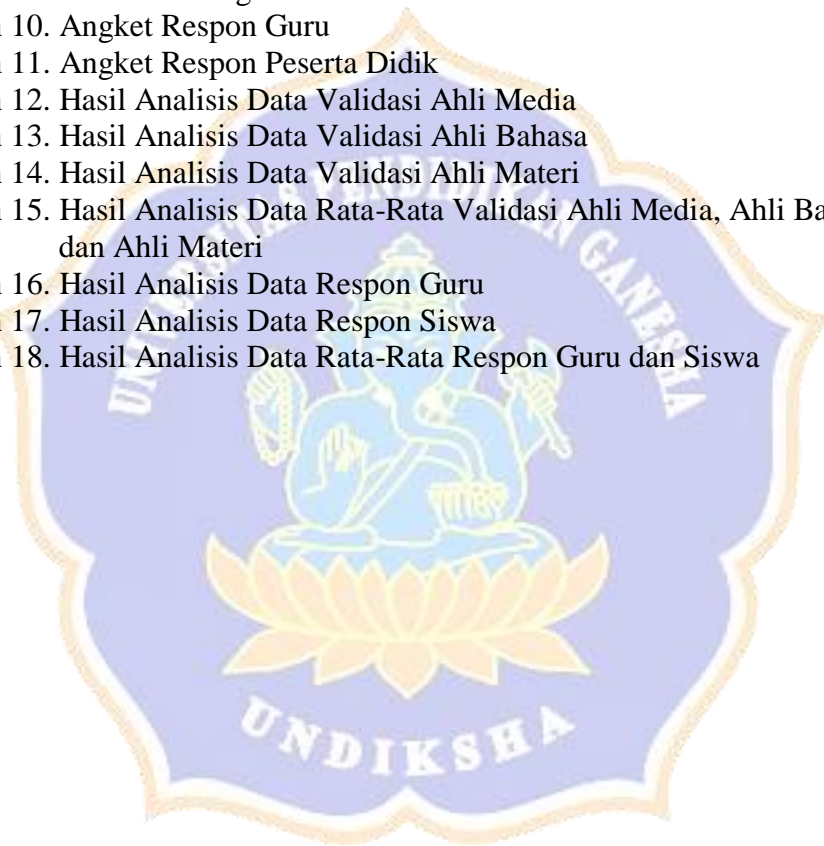 10. Angket Respon Guru
11. Angket Respon Peserta Didik
12. Hasil Analisis Data Validasi Ahli Media
13. Hasil Analisis Data Validasi Ahli Bahasa
14. Hasil Analisis Data Validasi Ahli Materi
15. Hasil Analisis Data Rata-Rata Validasi Ahli Media, Ahli Ba
dan Ahli Materi
16. Hasil Analisis Data Respon Guru
17. Hasil Analisis Data Respon Siswa
18. Hasil Analisis Data Rata-Rata Respon Guru dan Siswa
UNIVERSITAS PENDIDIKAN GANESHA
UNDIKSHA